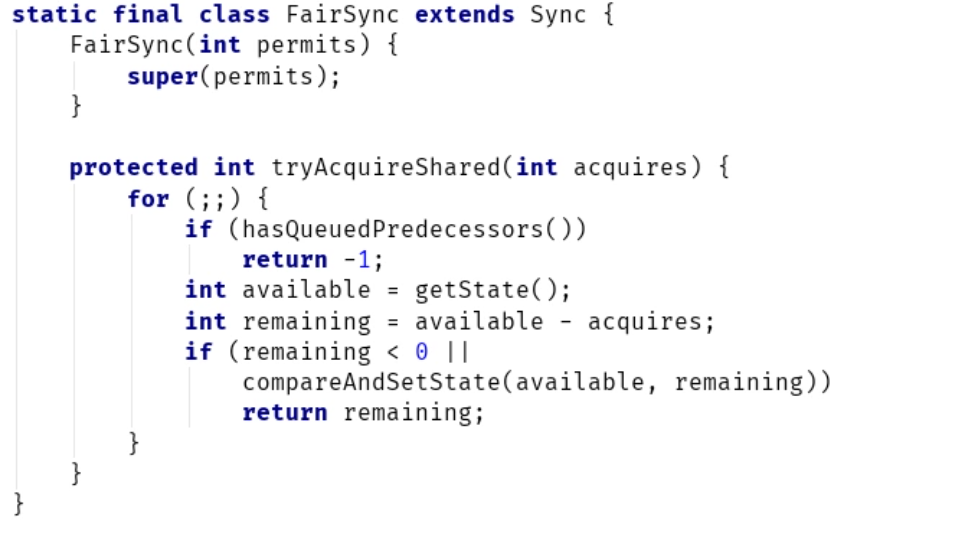 static final class FairSync extends Sync {
    FairSync(int permits) {
        super(permits);
    }

    protected int tryAcquireShared(int acquires) {
        for (;;) {
            if (hasQueuedPredecessors())
                return -1;
            int available = getState();
            int remaining = available - acquires;
            if (remaining < 0 ||
                compareAndSetState(available, remaining))
                return remaining;
        }
    }
}